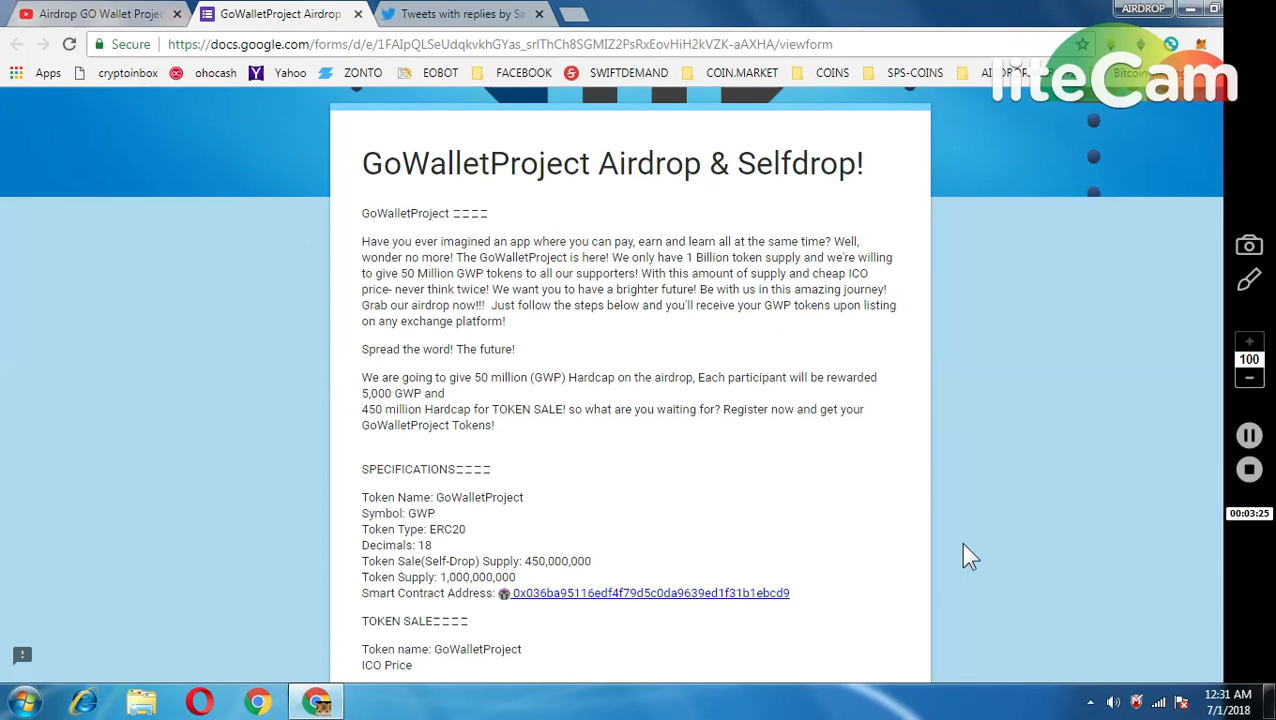 AIRDROP
Airdrop GO Wallet Projec
GoWalletProject Airdrop
Tweets with replies by Sa
Secure
https://docs.google.com/forms/d/e/1FAIpQLSeUdqkvkhGYas_srlThCh8SGMIZ2PsRxEovHiH2kVZK-aAXHA/viewform
Apps cryptoinbox ohocash Yahoo ZONTO EOBOT FACEBOOK SWIFTDEMAND COIN.MARKET COINS SPS-COINS
liteCam
GoWalletProject Airdrop & Selfdrop!
GoWalletProject
Have you ever imagined an app where you can pay, earn and learn all at the same time? Well,
wonder no more! The GoWalletProject is here! We only have 1 Billion token supply and we're willing
to give 50 Million GWP tokens to all our supporters! With this amount of supply and cheap ICO
price- never think twice! We want you to have a brighter future! Be with us in this amazing journey!
Grab our airdrop now!!! Just follow the steps below and you'll receive your GWP tokens upon listing
on any exchange platform!
Spread the word! The future!
We are going to give 50 million (GWP) Hardcap on the airdrop, Each participant will be rewarded
5,000 GWP and
450 million Hardcap for TOKEN SALE! so what are you waiting for? Register now and get your
GoWalletProject Tokens!
SPECIFICATIONS
Token Name: GoWalletProject
Symbol: GWP
Token Type: ERC20
Decimals: 18
Token Sale(Self-Drop) Supply: 450,000,000
Token Supply: 1,000,000,000
Smart Contract Address: 0x036ba95116edf4f79d5c0da9639ed1f31b1ebcd9
TOKEN SALE
Token name: GoWalletProject
ICO Price
100
00:03:25
12:31 AM
7/1/2018